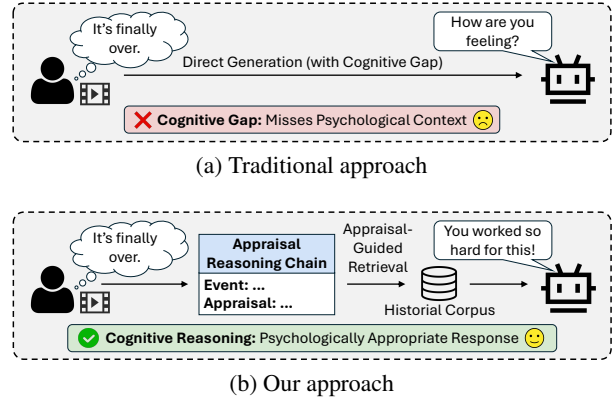 It's finally
over.
How are you
feeling?
Direct Generation (with Cognitive Gap)
Cognitive Gap: Misses Psychological Context
(a) Traditional approach
It's finally
over.
Appraisal
Reasoning Chain
Event: ...
Appraisal: ...
Appraisal-
Guided
Retrieval
Historical Corpus
You worked so
hard for this!
Cognitive Reasoning: Psychologically Appropriate Response
(b) Our approach